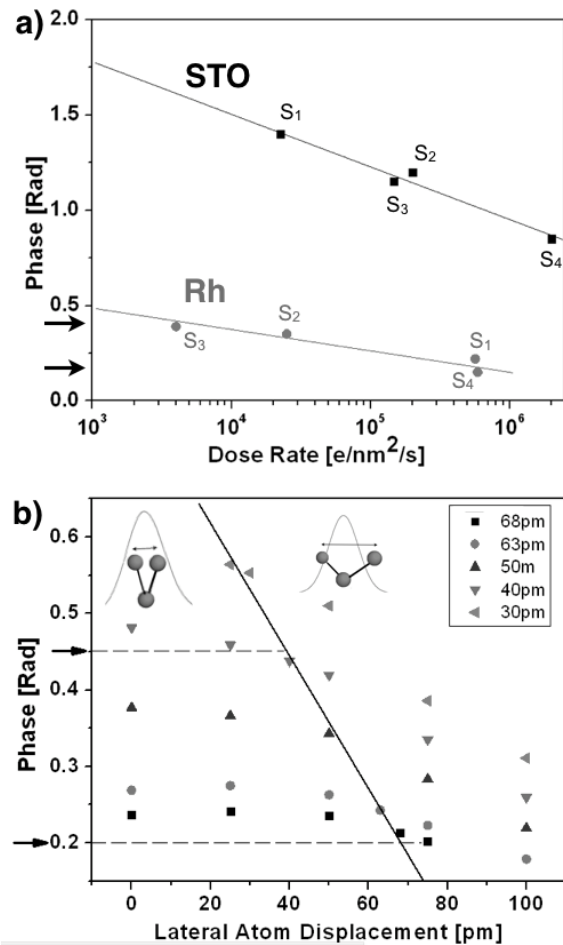 a)
2.0
1.5
1.0
0.5
0.0
Phase [Rad]
STO
S1
S2
S3
S4
Rh
S3
S2
S1
S4
10^3
10^4
10^5
10^6
Dose Rate [e/nm^2/s]
b)
0.6
0.5
0.4
0.3
0.2
Phase [Rad]
68pm
63pm
50m
40pm
30pm
0
20
40
60
80
100
Lateral Atom Displacement [pm]